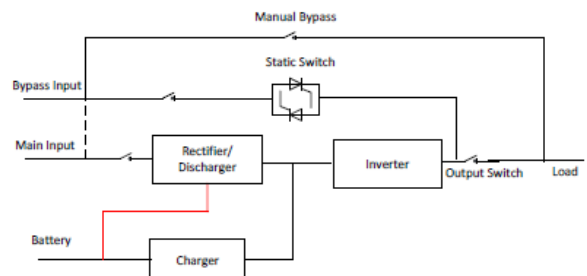 Manual Bypass
Static Switch
Bypass Input
Main Input
Rectifier/
Discharger
Inverter
Output Switch
Load
Battery
Charger